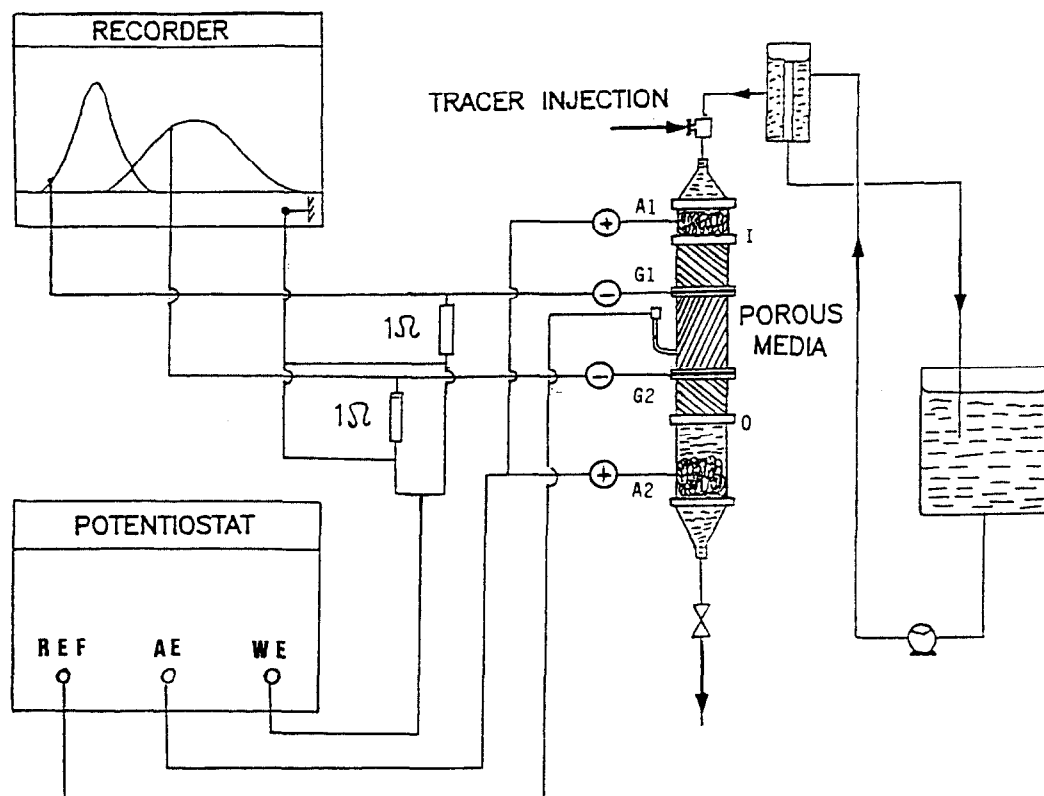 RECORDER
TRACER INJECTION
A1
I
G1
1Ω
POROUS
MEDIA
G2
1Ω
O
A2
POTENTIOSTAT
REF AE WE